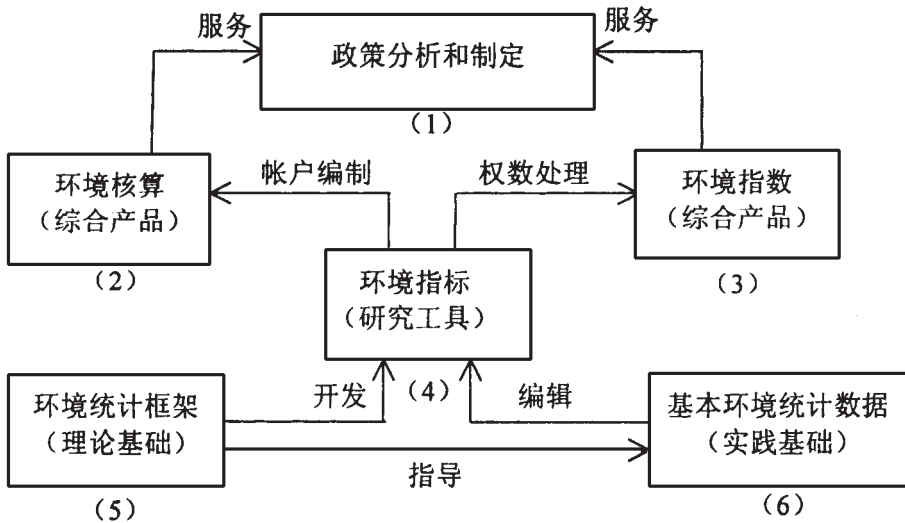 服务
服务
政策分析和制定
(1)
帐户编制
权数处理
环境核算
(综合产品)
环境指数
(综合产品)
(2)
(3)
环境指标
(研究工具)
(4)
开发
编辑
环境统计框架
(理论基础)
基本环境统计数据
(实践基础)
指导
(5)
(6)